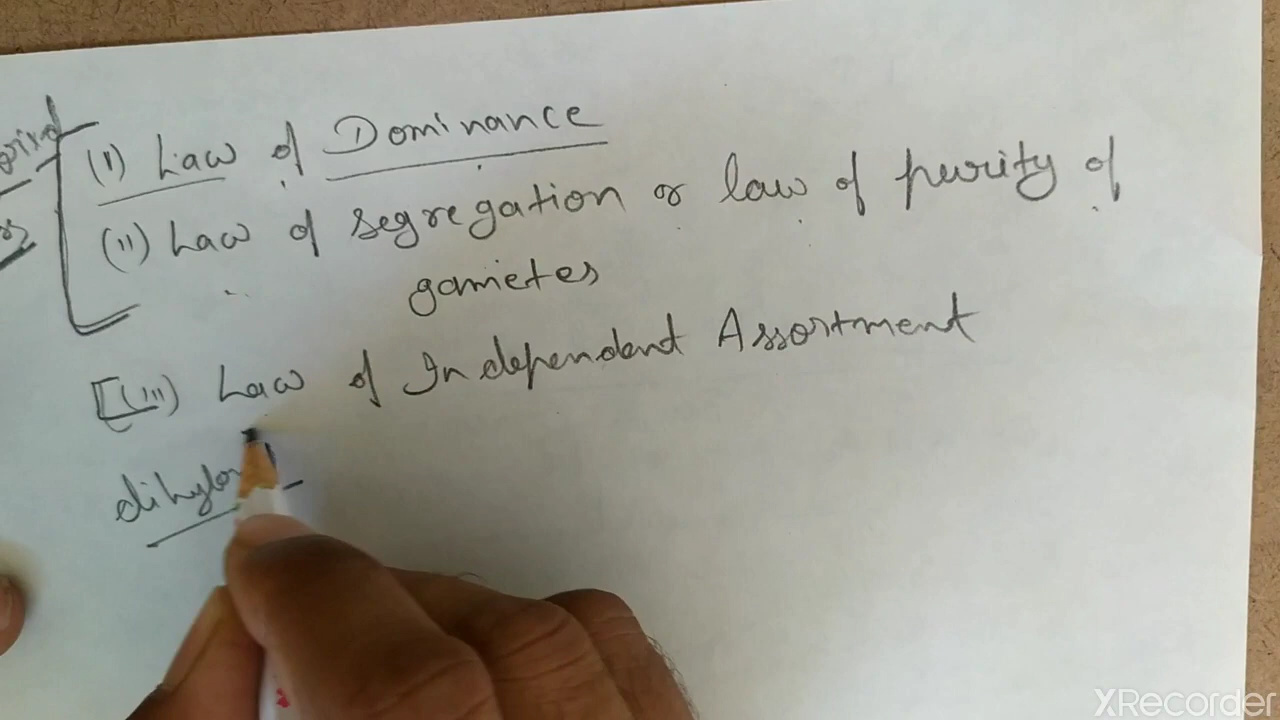 (I) Law of Dominance
(II) Law of segregation or law of purity of
gametes
(III) Law of Independent Assortment
XRecorder